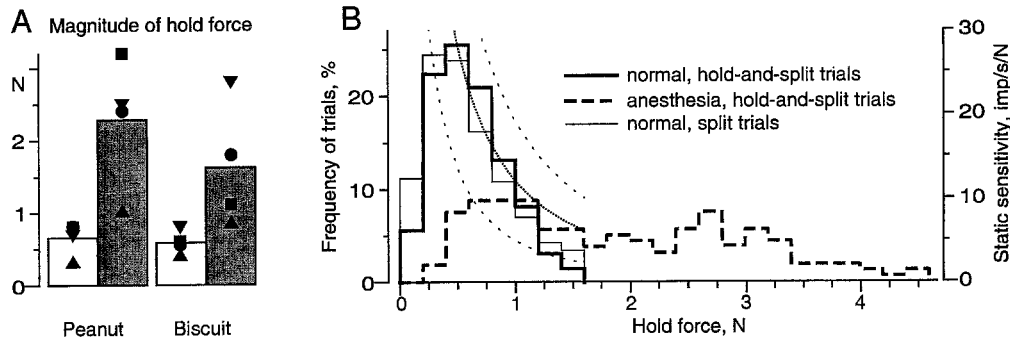 A
Magnitude of hold force
N
2
1
0
Peanut
Biscuit
B
Frequency of trials, %
20
10
0
normal, hold-and-split trials
anesthesia, hold-and-split trials
normal, split trials
30
20
10
0
Static sensitivity, imp/s/N
0
1
2
3
4
Hold force, N